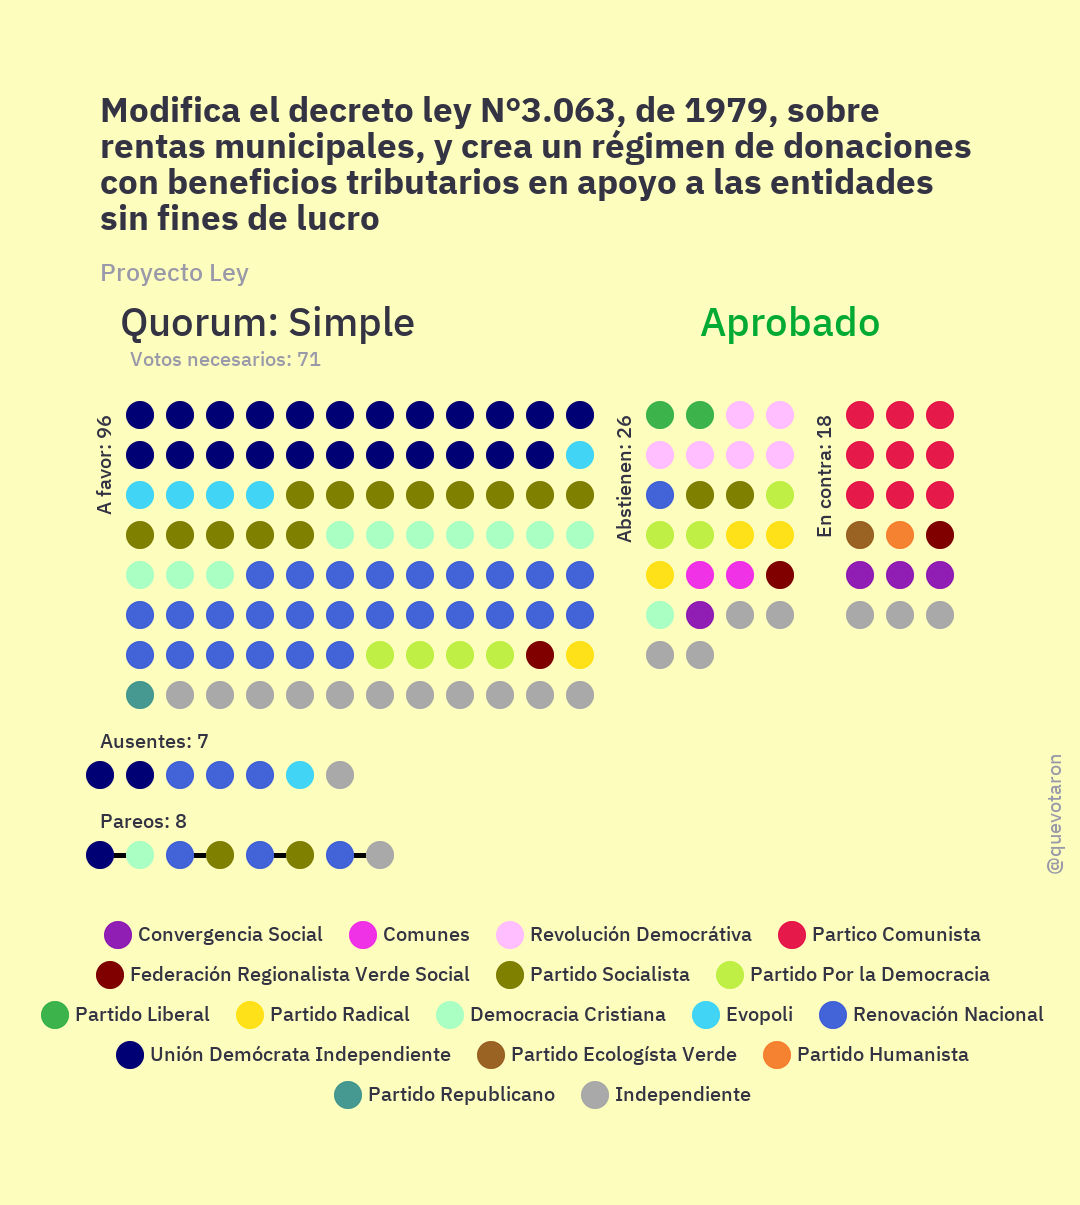 Modifica el decreto ley N°3.063, de 1979, sobre
rentas municipales, y crea un régimen de donaciones
con beneficios tributarios en apoyo a las entidades
sin fines de lucro
Proyecto Ley
Quorum: Simple
Votos necesarios: 71
Aprobado
A favor: 96
Abstienen: 26
En contra: 18
Ausentes: 7
Pareos: 8
@quevotaron
Convergencia Social
Comunes
Revolución Democrátiva
Partico Comunista
Federación Regionalista Verde Social
Partido Socialista
Partido Por la Democracia
Partido Liberal
Partido Radical
Democracia Cristiana
Evopoli
Renovación Nacional
Unión Demócrata Independiente
Partido Ecologísta Verde
Partido Humanista
Partido Republicano
Independiente